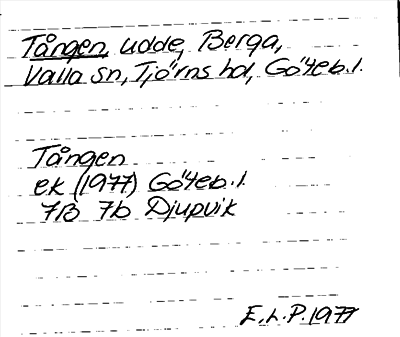 Tången, udde, Berga,
Valla sn, Tjörns hd, Göteb. l.
Tången
ek (1977) Göteb. l.
7B 7b Djupvik
E. L. P. 1977